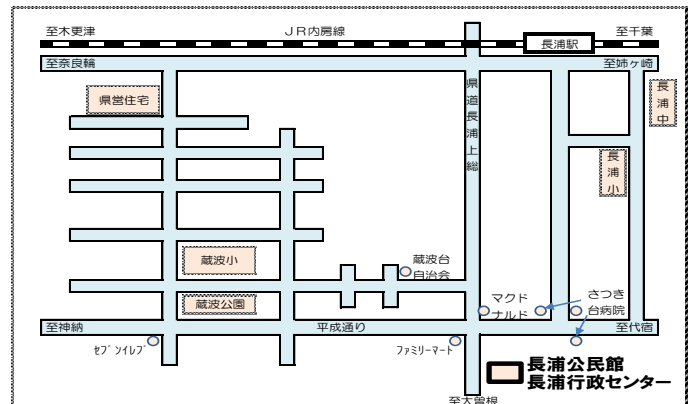 至木更津
ＪＲ内房線
至千葉
長浦駅
至奈良輪
至姉ヶ崎
県営住宅
県道長浦上総
長浦中
長浦小
蔵波小
蔵波台
自治会
蔵波公園
マクド
ナルド
さつき
台病院
至神納
平成通り
至代宿
ｾﾌﾞﾝｲﾚﾌﾞ
ﾌｧﾐﾘｰﾏｰﾄ
長浦公民館
長浦行政センター
至大曽根